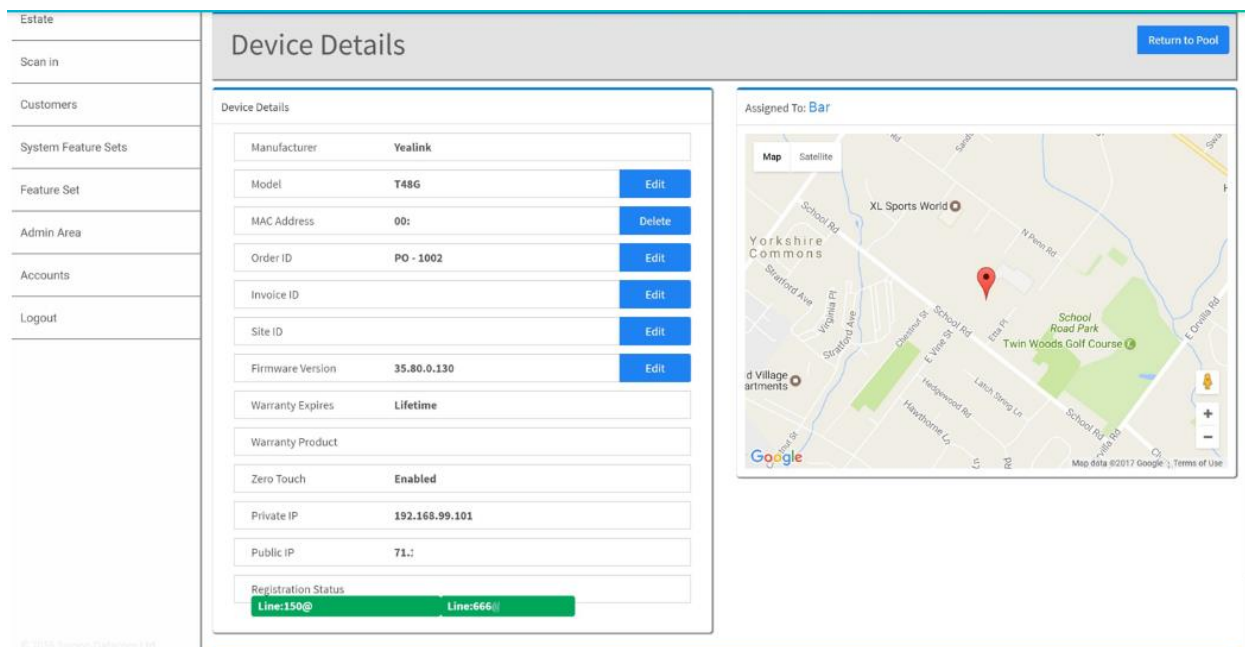 Estate
Scan in
Customers
System Feature Sets
Feature Set
Admin Area
Accounts
Logout
Device Details
Return to Pool
Device Details
Manufacturer Yealink
Model T48G Edit
MAC Address 00: Delete
Order ID PO - 1002 Edit
Invoice ID Edit
Site ID Edit
Firmware Version 35.80.0.130 Edit
Warranty Expires Lifetime
Warranty Product
Zero Touch Enabled
Private IP 192.168.99.101
Public IP 71.
Registration Status
Line:150@ Line:666@
Assigned To: Bar
Map Satellite
XL Sports World
School Rd
N Penn Rd
Yorkshire
Commons
Stratford Ave
Virginia Pl
Stratford Ave
Chestnut St
School Rd
E Vine St
Etta Pl
School
Road Park
Twin Woods Golf Course
E Orvilla Rd
d Village
artments
Hedgewood Rd
Latch String Ln
Hawthorne Ln
School Rd
Google
Map data ©2017 Google Terms of Use